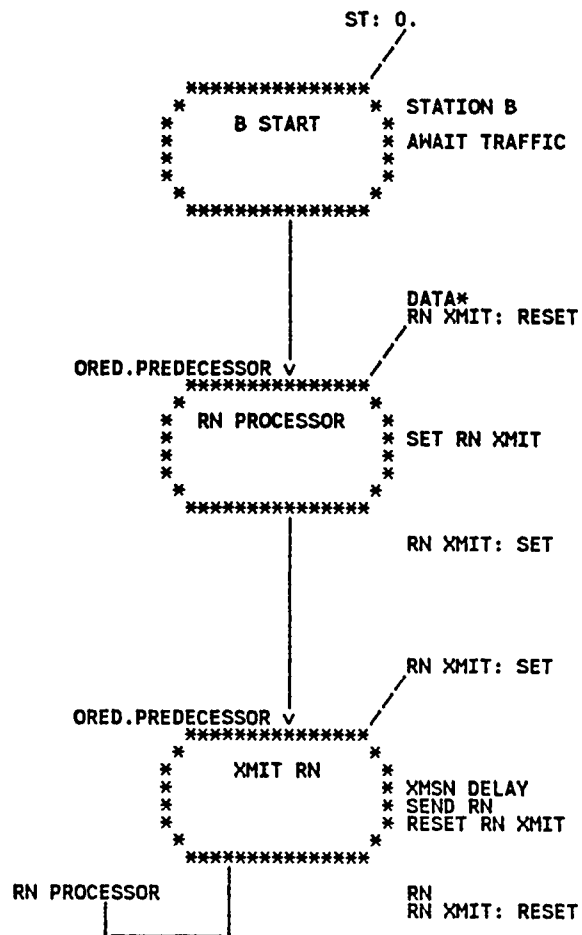 ST: 0.
STATION B
B START
AWAIT TRAFFIC
DATA*
RN XMIT: RESET
ORED.PREDECESSOR
RN PROCESSOR
SET RN XMIT
RN XMIT: SET
RN XMIT: SET
ORED.PREDECESSOR
XMIT RN
XMSN DELAY
SEND RN
RESET RN XMIT
RN PROCESSOR
RN
RN XMIT: RESET